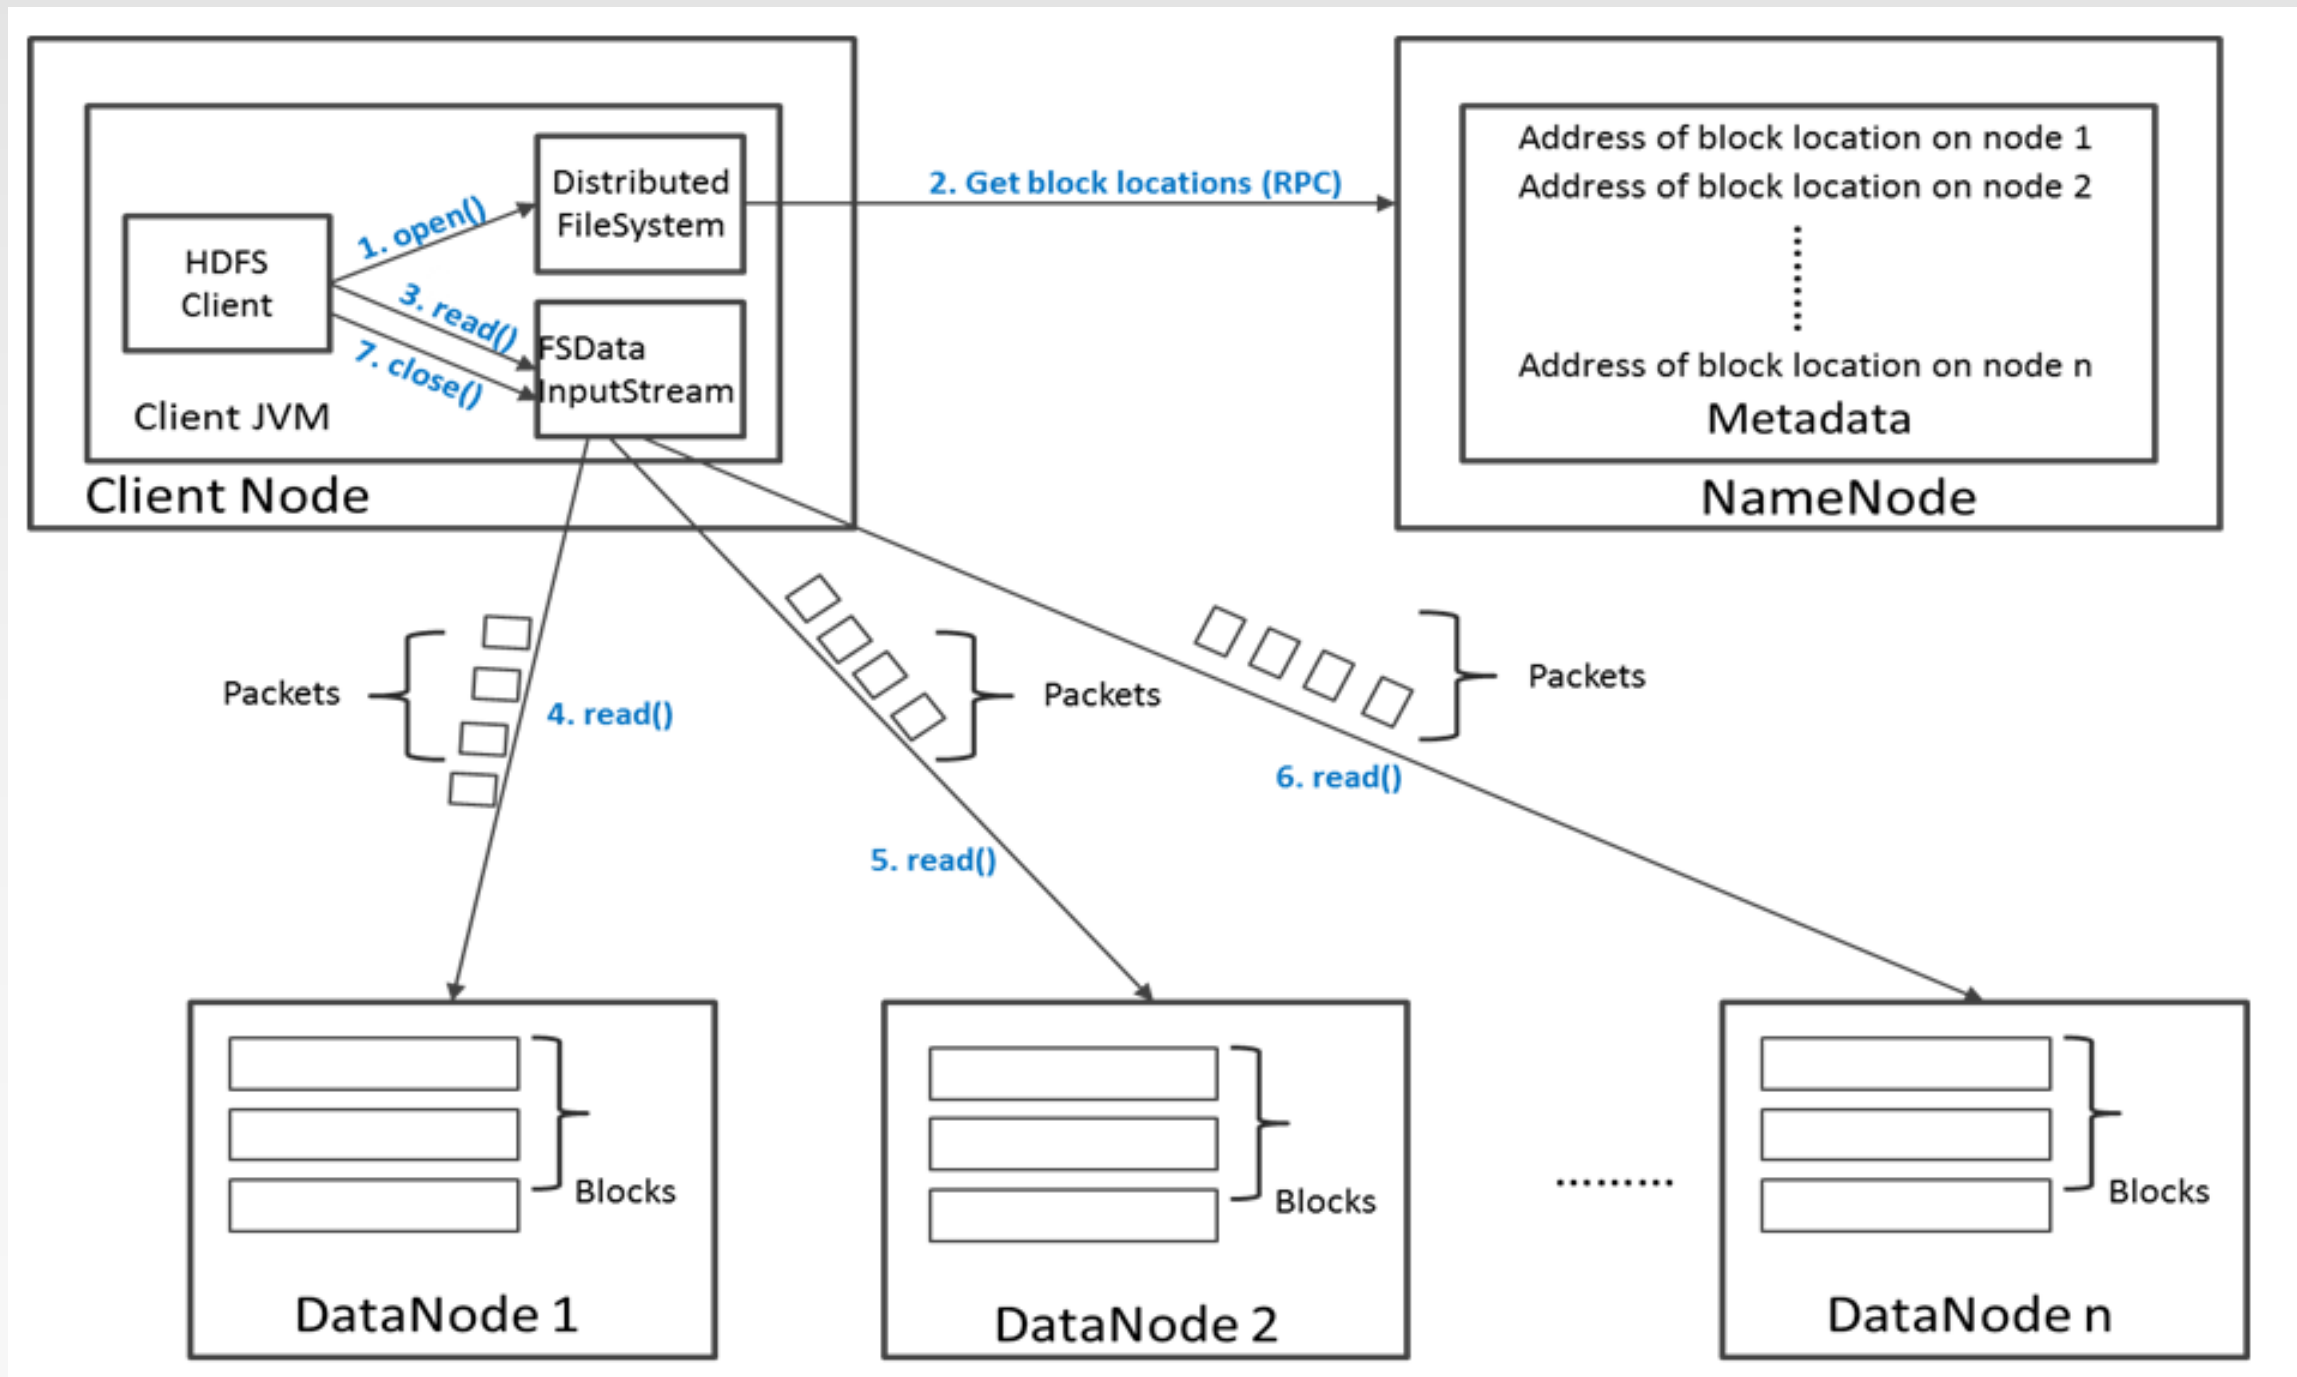 HDFS
Client
1. open()
3. read()
7. close()
Distributed
FileSystem
FSData
InputStream
Client JVM
Client Node
2. Get block locations (RPC)
Address of block location on node 1
Address of block location on node 2
Address of block location on node n
Metadata
NameNode
Packets
4. read()
Packets
5. read()
Packets
6. read()
Blocks
DataNode 1
Blocks
DataNode 2
.........
Blocks
DataNode n